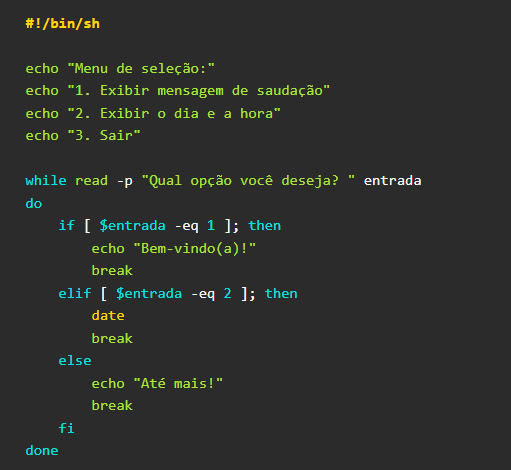 #!/bin/sh
echo "Menu de seleção:"
echo "1. Exibir mensagem de saudação"
echo "2. Exibir o dia e a hora"
echo "3. Sair"
while read -p "Qual opção você deseja? " entrada
do
    if [ $entrada -eq 1 ]; then
        echo "Bem-vindo(a)!"
        break
    elif [ $entrada -eq 2 ]; then
        date
        break
    else
        echo "Até mais!"
        break
    fi
done